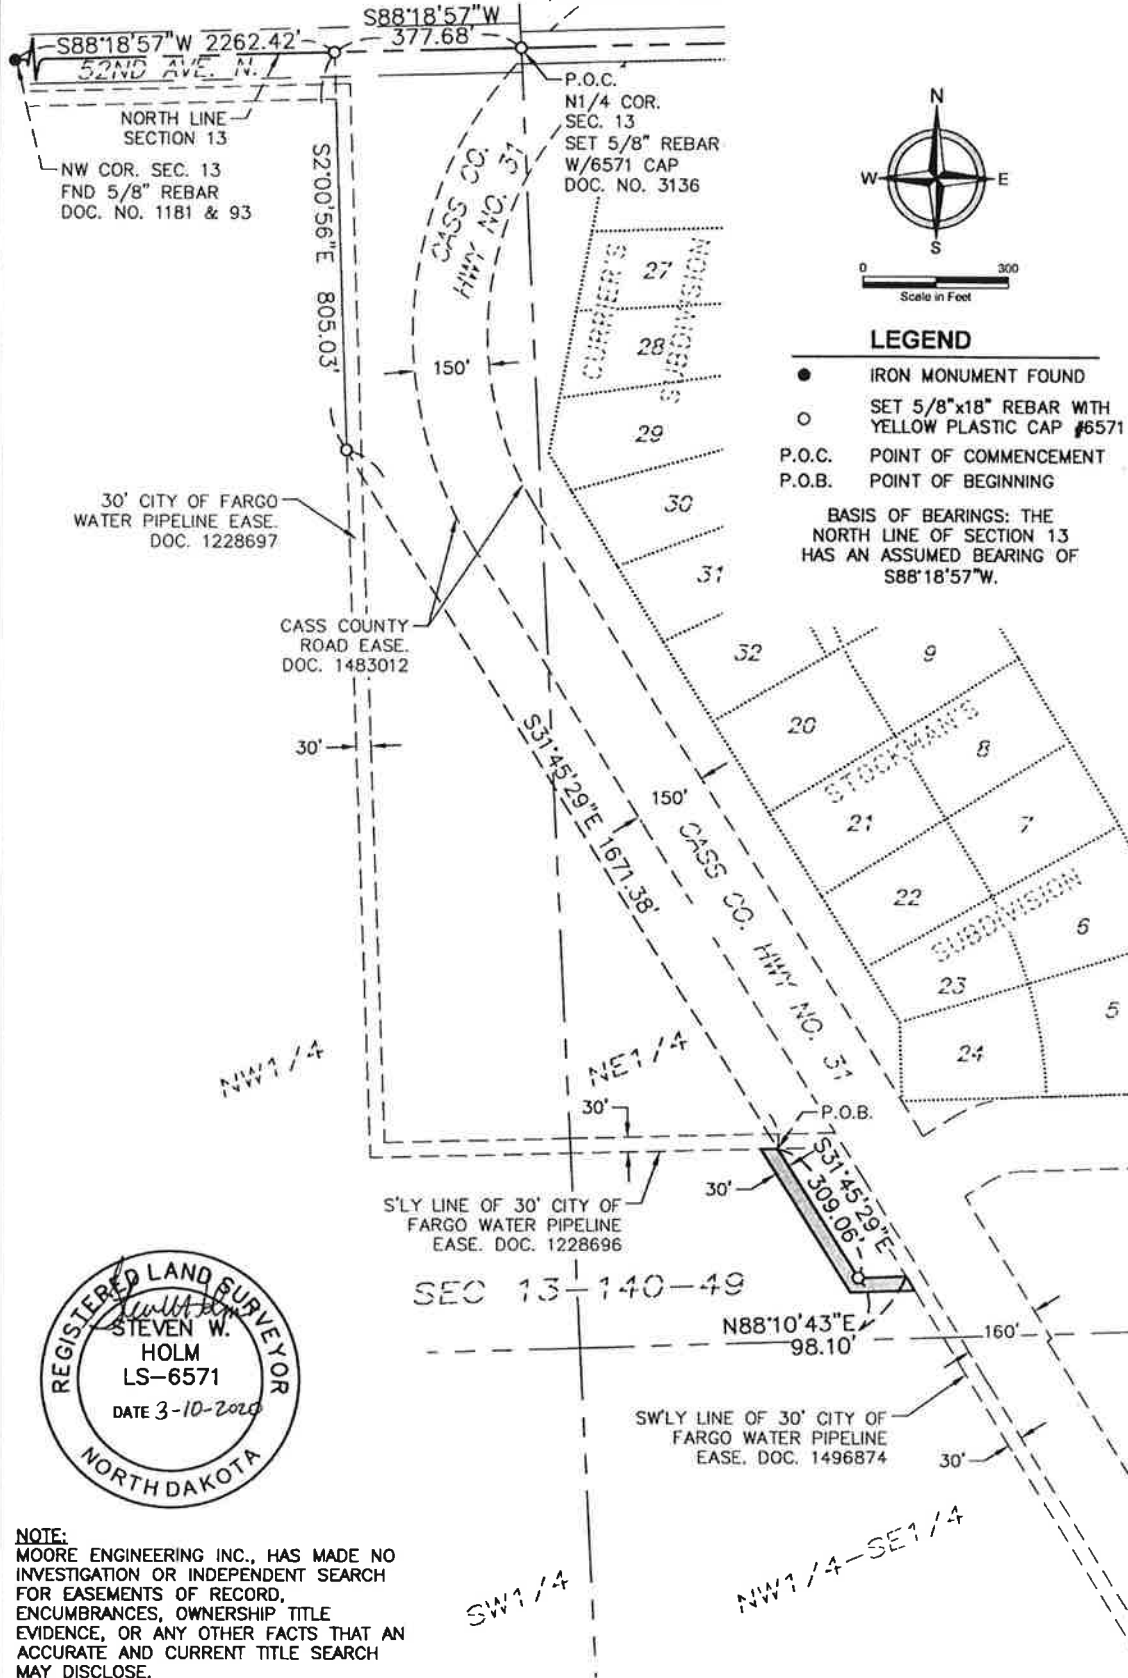 S88°18'57"W
377.68'
S88°18'57"W 2262.42'
52ND AVE. N.
NORTH LINE
SECTION 13
NW COR. SEC. 13
FND 5/8" REBAR
DOC. NO. 1181 & 93
P.O.C.
N1/4 COR.
SEC. 13
SET 5/8" REBAR
W/6571 CAP
DOC. NO. 3136
S2°00'56"E 805.03'
CASS CO.
HWY NO. 31
150'
CURRIER'S
SUBDIVISION
27
28
29
30
31
32
N
W
E
S
0 300
Scale in Feet
LEGEND
IRON MONUMENT FOUND
SET 5/8"x18" REBAR WITH
YELLOW PLASTIC CAP #6571
P.O.C. POINT OF COMMENCEMENT
P.O.B. POINT OF BEGINNING
BASIS OF BEARINGS: THE
NORTH LINE OF SECTION 13
HAS AN ASSUMED BEARING OF
S88°18'57"W.
30' CITY OF FARGO
WATER PIPELINE EASE.
DOC. 1228697
CASS COUNTY
ROAD EASE.
DOC. 1483012
30'
S31°45'29"E 1671.38'
150'
CASS CO. HWY NO. 31
9
20
8
STOCKMAN'S
21
7
22
SUBDIVISION
6
23
5
24
NW1/4
NE1/4
30'
P.O.B.
S31°45'29"E
309.06'
30'
S'LY LINE OF 30' CITY OF
FARGO WATER PIPELINE
EASE. DOC. 1228696
SEC 13-140-49
N88°10'43"E
98.10'
160'
SW'LY LINE OF 30' CITY OF
FARGO WATER PIPELINE
EASE. DOC. 1496874
30'
REGISTERED LAND SURVEYOR
STEVEN W.
HOLM
LS-6571
DATE 3-10-2020
NORTH DAKOTA
SW1/4
NW1/4-SE1/4
NOTE:
MOORE ENGINEERING INC., HAS MADE NO
INVESTIGATION OR INDEPENDENT SEARCH
FOR EASEMENTS OF RECORD,
ENCUMBRANCES, OWNERSHIP TITLE
EVIDENCE, OR ANY OTHER FACTS THAT AN
ACCURATE AND CURRENT TITLE SEARCH
MAY DISCLOSE.